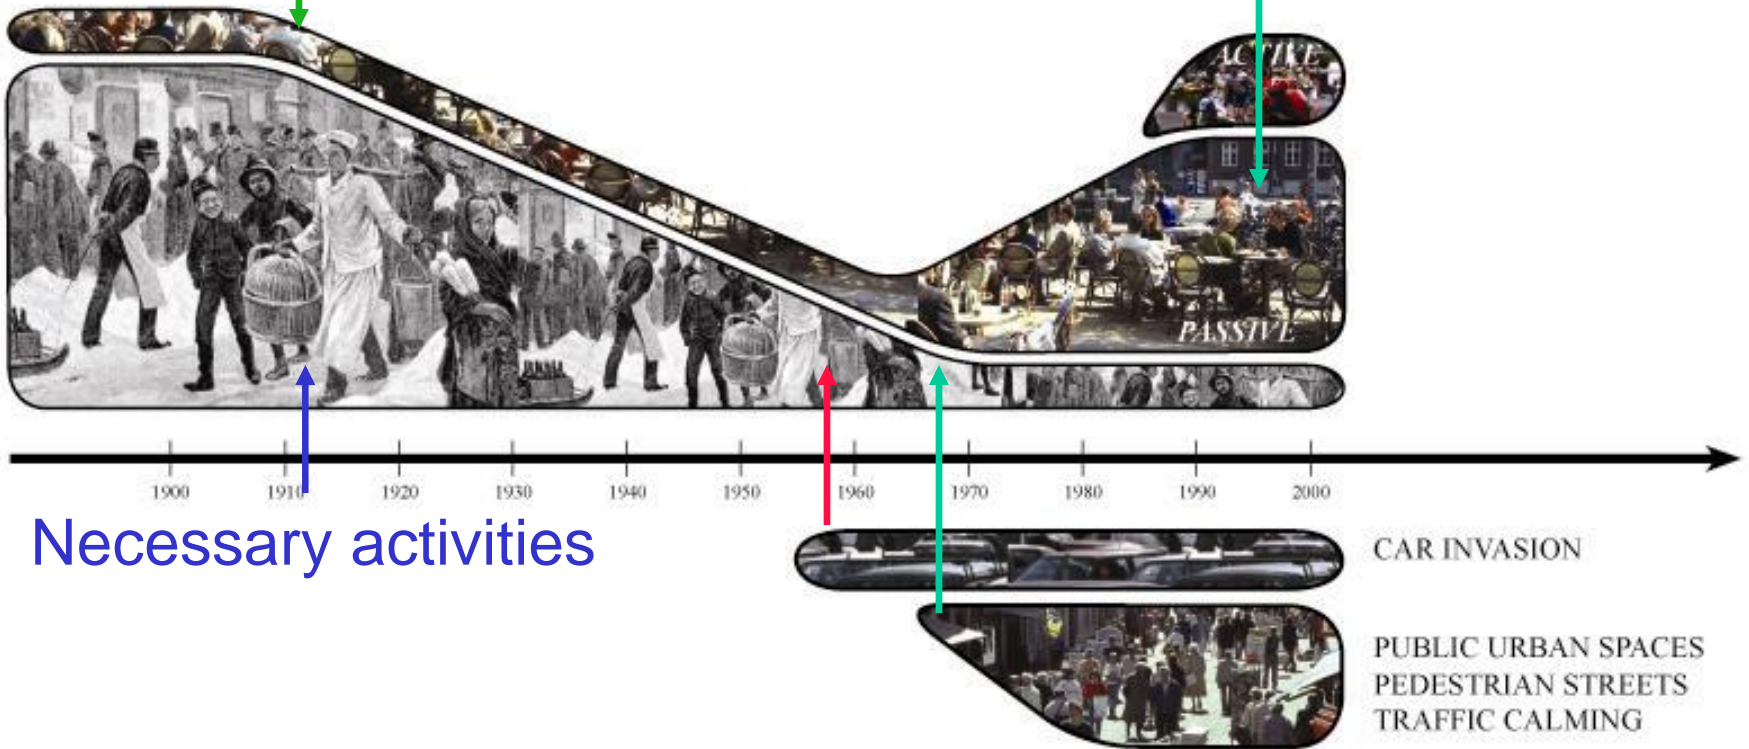 ACTIVE
PASSIVE
1900 1910 1920 1930 1940 1950 1960 1970 1980 1990 2000
Necessary activities
CAR INVASION
PUBLIC URBAN SPACES
PEDESTRIAN STREETS
TRAFFIC CALMING